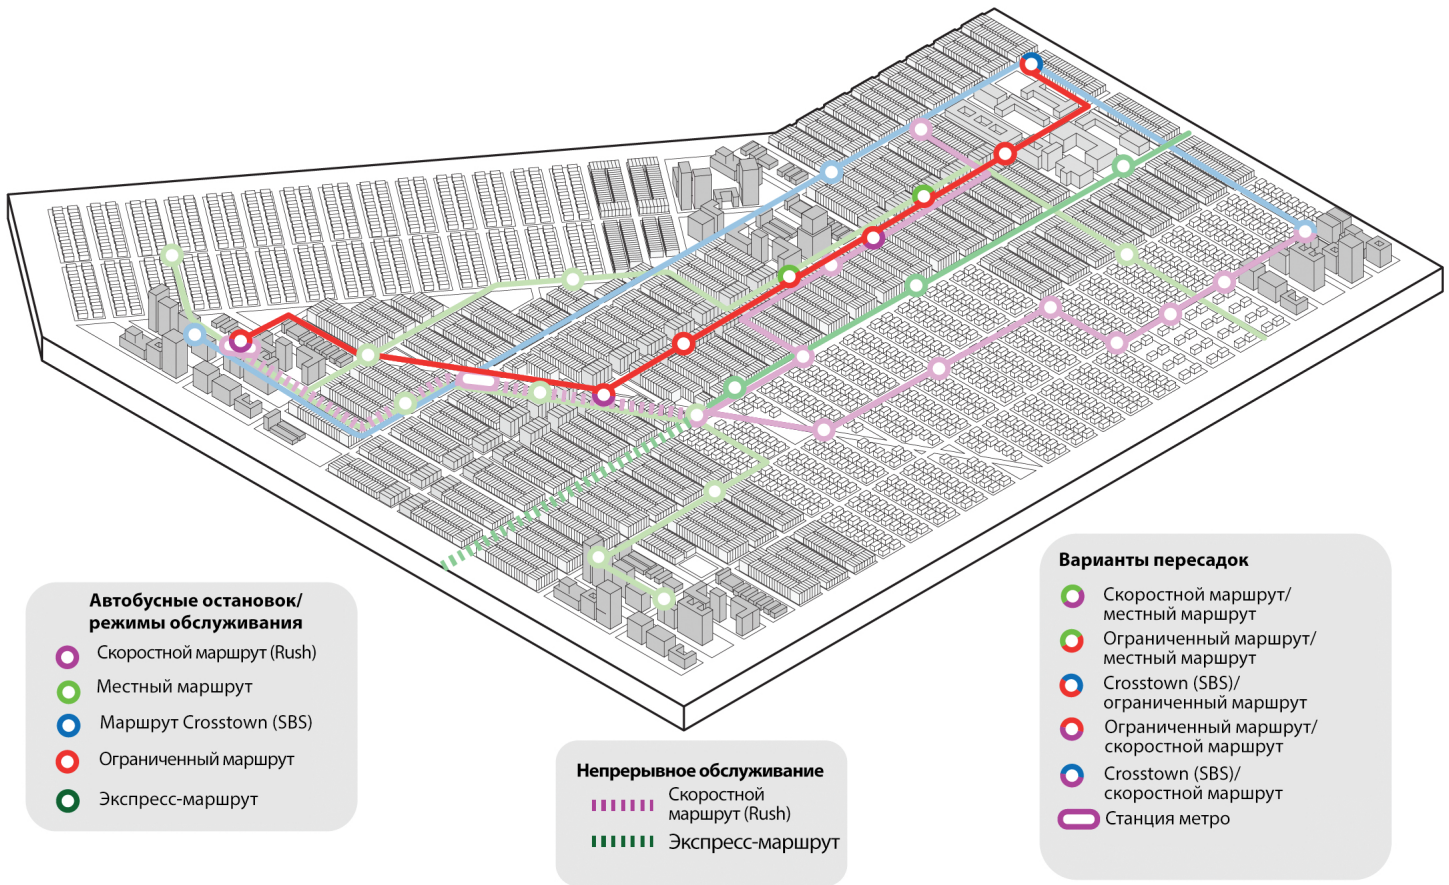 Автобусные остановок/
режимы обслуживания
Скоростной маршрут (Rush)
Местный маршрут
Маршрут Crosstown (SBS)
Ограниченный маршрут
Экспресс-маршрут
Непрерывное обслуживание
Скоростной
маршрут (Rush)
Экспресс-маршрут
Варианты пересадок
Скоростной маршрут/
местный маршрут
Ограниченный маршрут/
местный маршрут
Crosstown (SBS)/
ограниченный маршрут
Ограниченный маршрут/
скоростной маршрут
Crosstown (SBS)/
скоростной маршрут
Станция метро